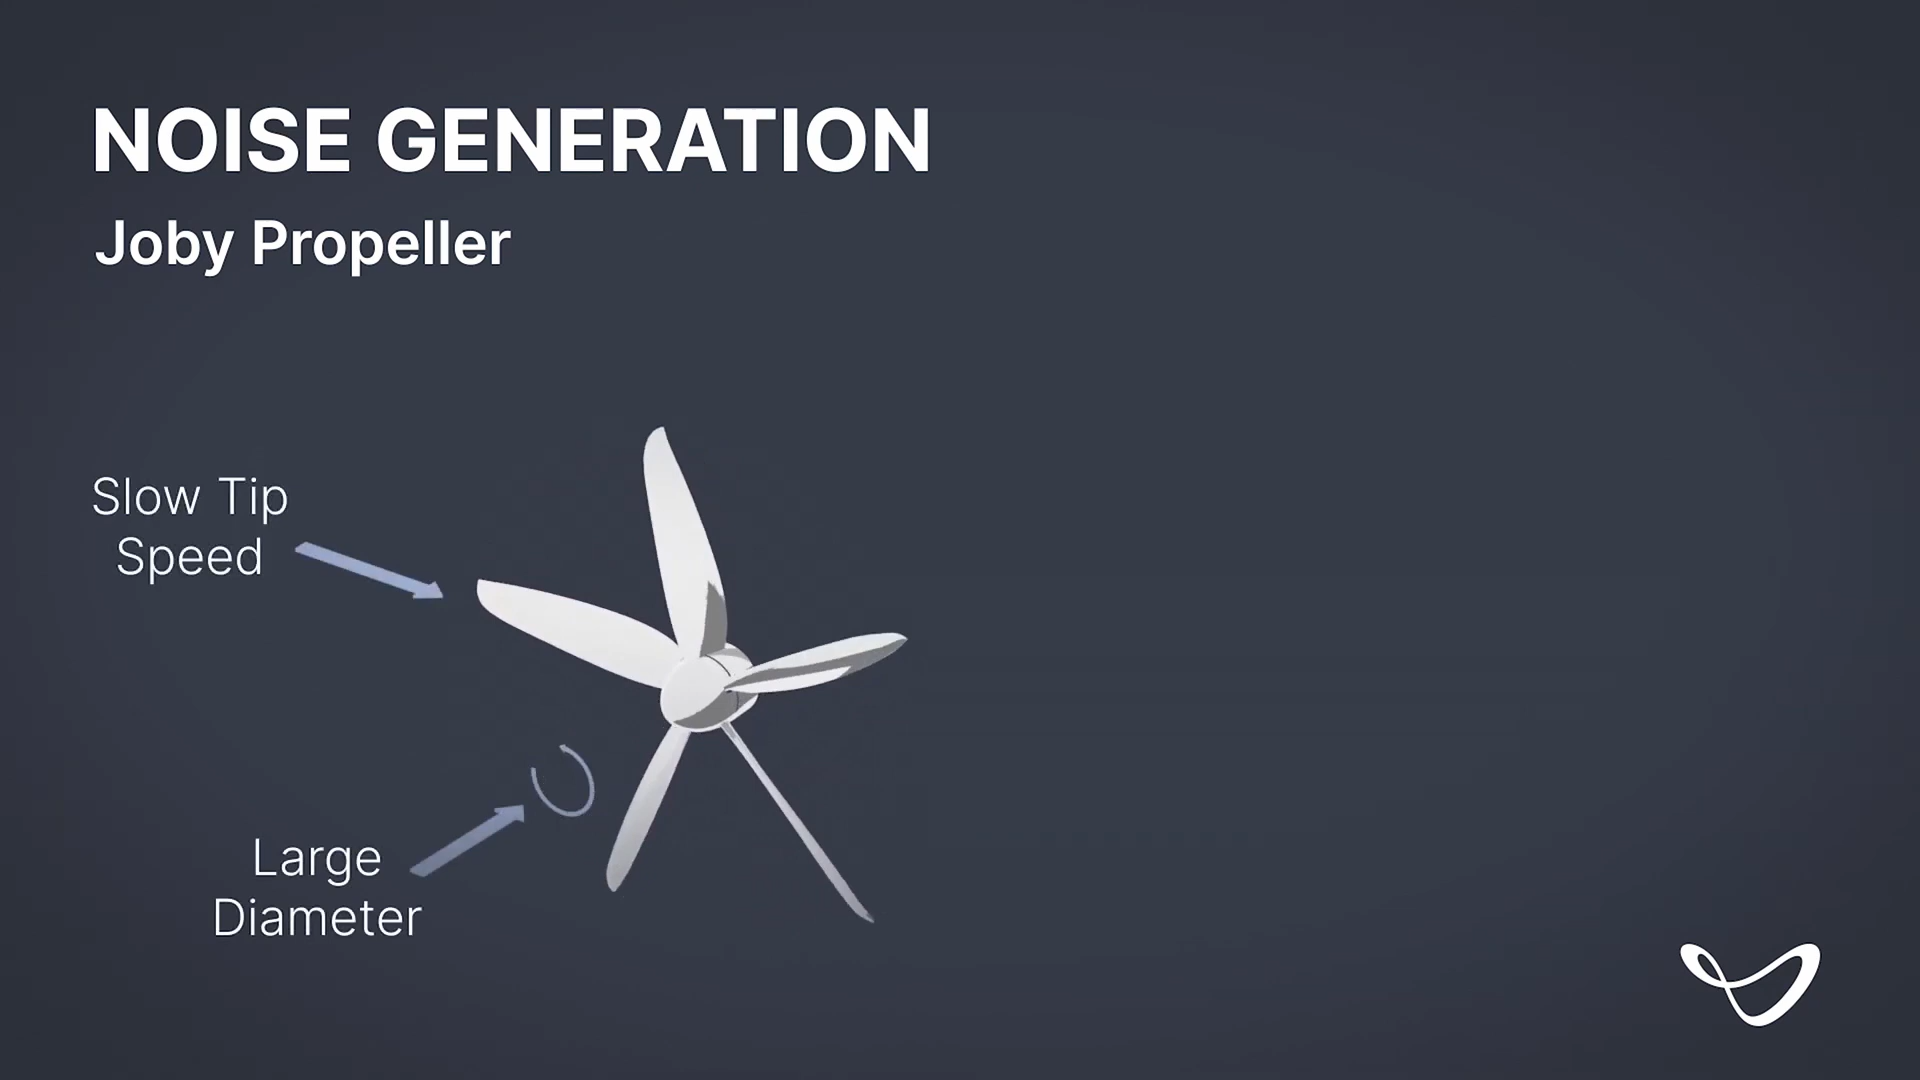 NOISE GENERATION
Joby Propeller
Slow Tip
Speed
Large
Diameter